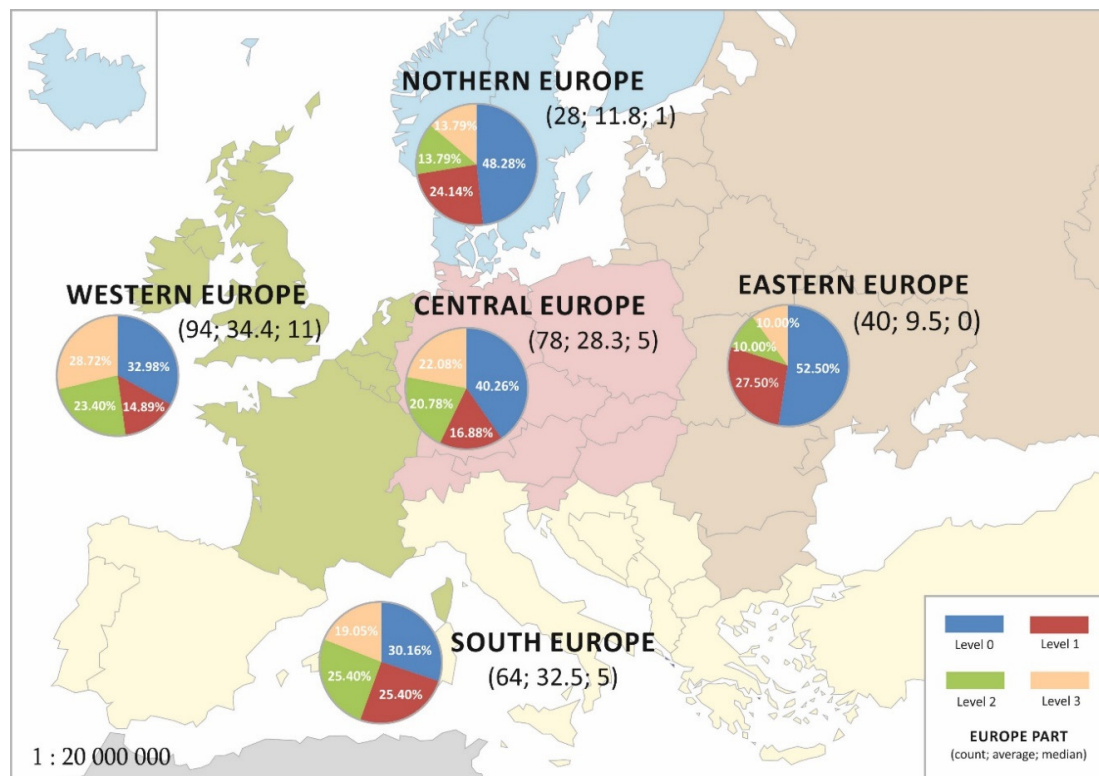 NOTHERN EUROPE
(28; 11.8; 1)
13.79%
48.28%
13.79%
24.14%
WESTERN EUROPE
(94; 34.4; 11)
28.72%
32.98%
23.40%
14.89%
CENTRAL EUROPE
(78; 28.3; 5)
22.08%
40.26%
20.78%
16.88%
EASTERN EUROPE
(40; 9.5; 0)
10.00%
10.00%
52.50%
27.50%
SOUTH EUROPE
(64; 32.5; 5)
19.05%
30.16%
25.40%
25.40%
1 : 20 000 000
Level 0
Level 1
Level 2
Level 3
EUROPE PART
(count; average; median)